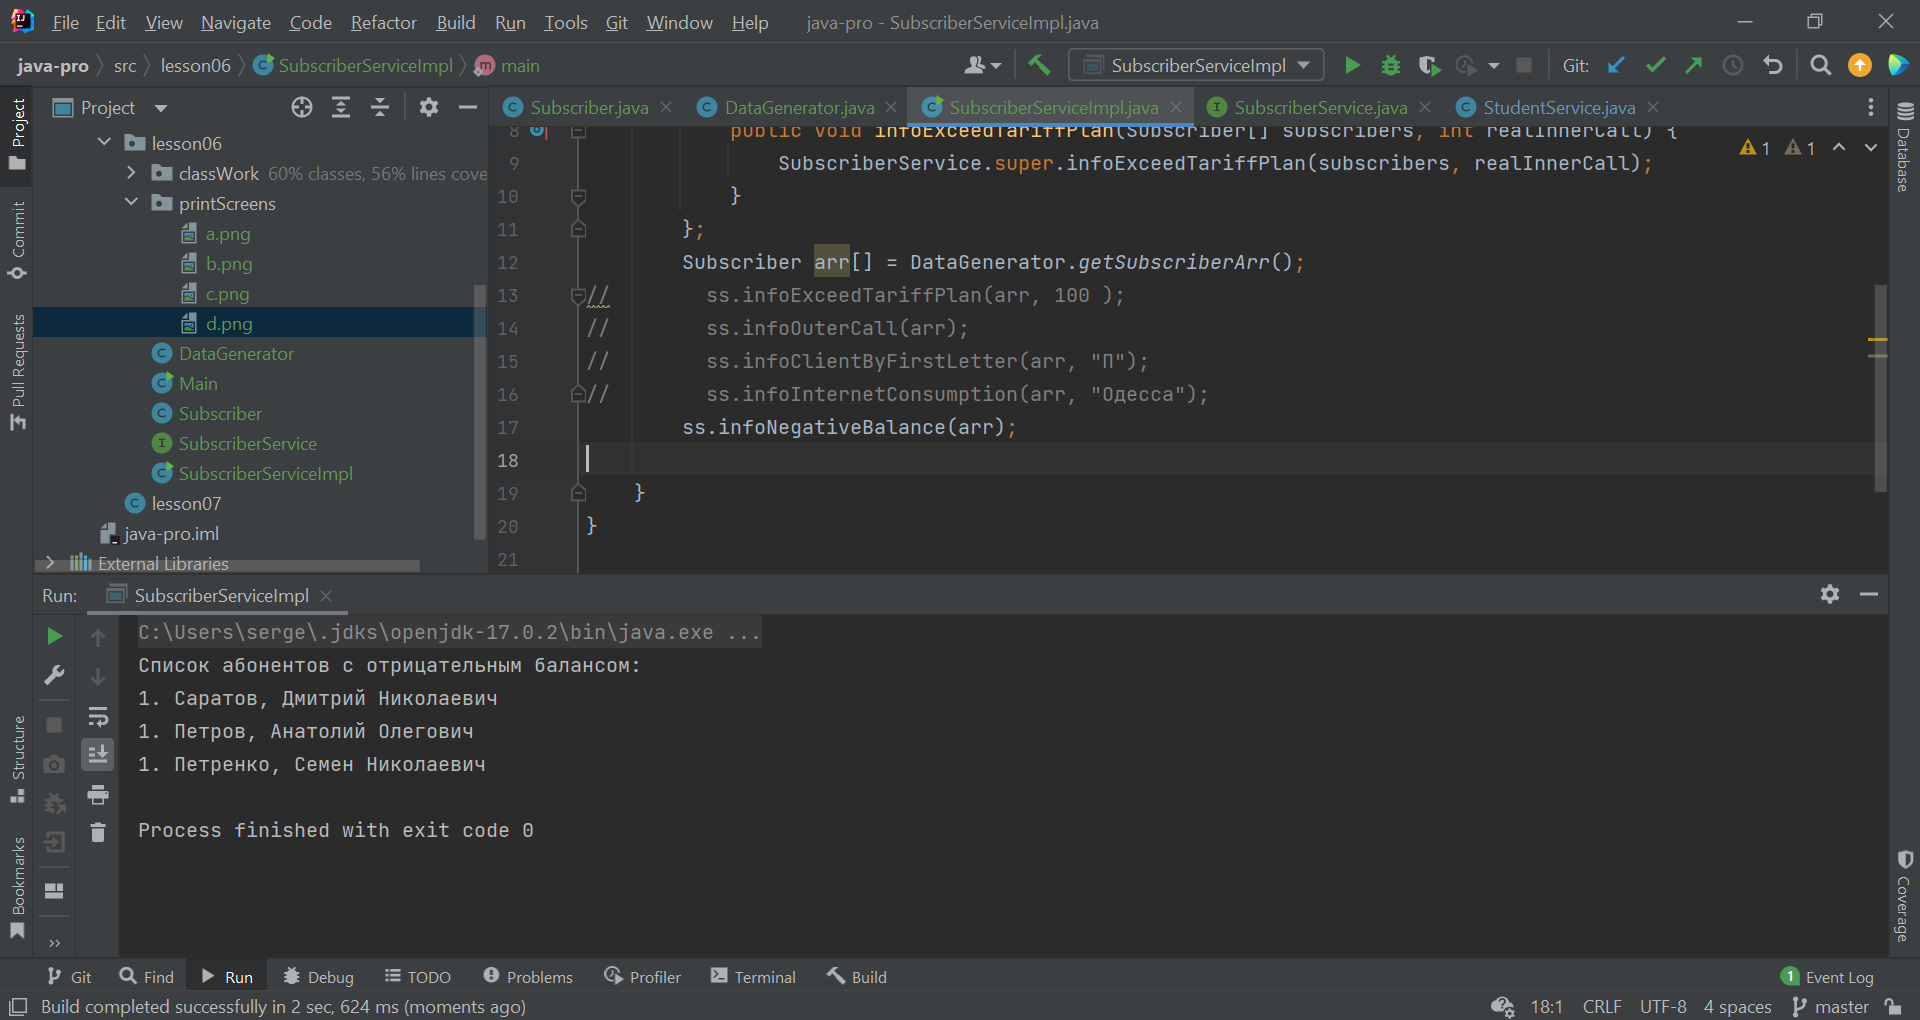 File Edit View Navigate Code Refactor Build Run Tools Git Window Help java-pro - SubscriberServiceImpl.java
java-pro src lesson06 SubscriberServiceImpl main SubscriberServiceImpl Git:
Project
Subscriber.java DataGenerator.java SubscriberServiceImpl.java SubscriberService.java StudentService.java
Project
Commit
Pull Requests
Structure
Bookmarks
lesson06
classWork 60% classes, 56% lines cove
printScreens
a.png
b.png
c.png
d.png
DataGenerator
Main
Subscriber
SubscriberService
SubscriberServiceImpl
lesson07
java-pro.iml
External Libraries
8 public void infoExceedTariffPlan(Subscriber[] subscribers, int realInnerCall) {
9 SubscriberService.super.infoExceedTariffPlan(subscribers, realInnerCall);
10 }
11 };
12 Subscriber arr[] = DataGenerator.getSubscriberArr();
13 // ss.infoExceedTariffPlan(arr, 100 );
14 // ss.infoOuterCall(arr);
15 // ss.infoClientByFirstLetter(arr, "П");
16 // ss.infoInternetConsumption(arr, "Одесса");
17 ss.infoNegativeBalance(arr);
18
19 }
20 }
21
1 1
Database
Coverage
Run: SubscriberServiceImpl
C:\Users\serge\.jdks\openjdk-17.0.2\bin\java.exe ...
Список абонентов с отрицательным балансом:
1. Саратов, Дмитрий Николаевич
1. Петров, Анатолий Олегович
1. Петренко, Семен Николаевич
Process finished with exit code 0
Git Find Run Debug TODO Problems Profiler Terminal Build 1 Event Log
Build completed successfully in 2 sec, 624 ms (moments ago) 18:1 CRLF UTF-8 4 spaces master